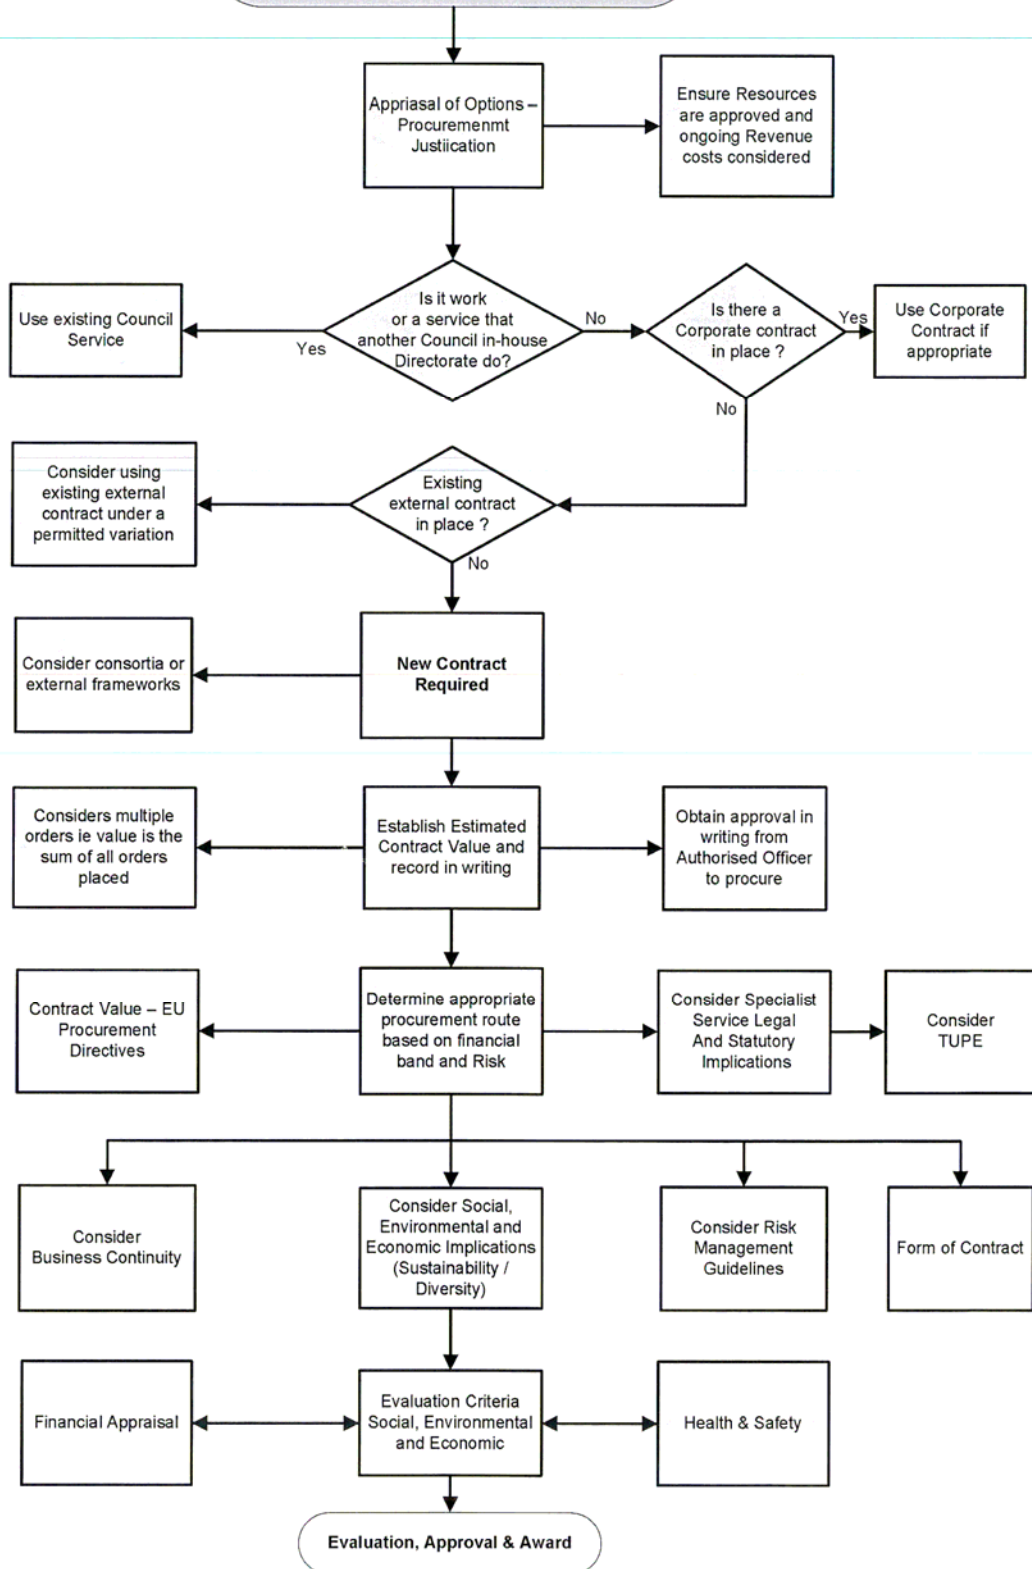 Appriasal of Options –
Procuremenmt
Justiication
Ensure Resources
are approved and
ongoing Revenue
costs considered
Use existing Council
Service
Yes
Is it work
or a service that
another Council in-house
Directorate do?
No
Is there a
Corporate contract
in place ?
Yes
Use Corporate
Contract if
appropriate
No
Consider using
existing external
contract under a
permitted variation
Existing
external contract
in place ?
No
Consider consortia or
external frameworks
New Contract
Required
Considers multiple
orders ie value is the
sum of all orders
placed
Establish Estimated
Contract Value and
record in writing
Obtain approval in
writing from
Authorised Officer
to procure
Contract Value – EU
Procurement
Directives
Determine appropriate
procurement route
based on financial
band and Risk
Consider Specialist
Service Legal
And Statutory
Implications
Consider
TUPE
Consider
Business Continuity
Consider Social,
Environmental and
Economic Implications
(Sustainability /
Diversity)
Consider Risk
Management
Guidelines
Form of Contract
Financial Appraisal
Evaluation Criteria
Social, Environmental
and Economic
Health & Safety
Evaluation, Approval & Award